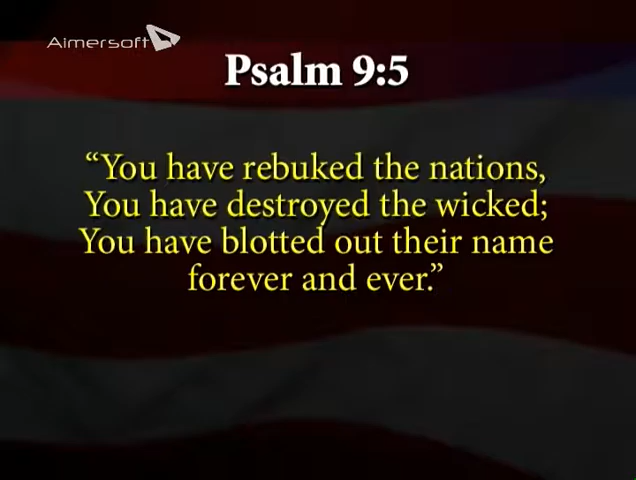 Aimersoft
Psalm 9:5
“You have rebuked the nations,
You have destroyed the wicked;
You have blotted out their name
forever and ever.”